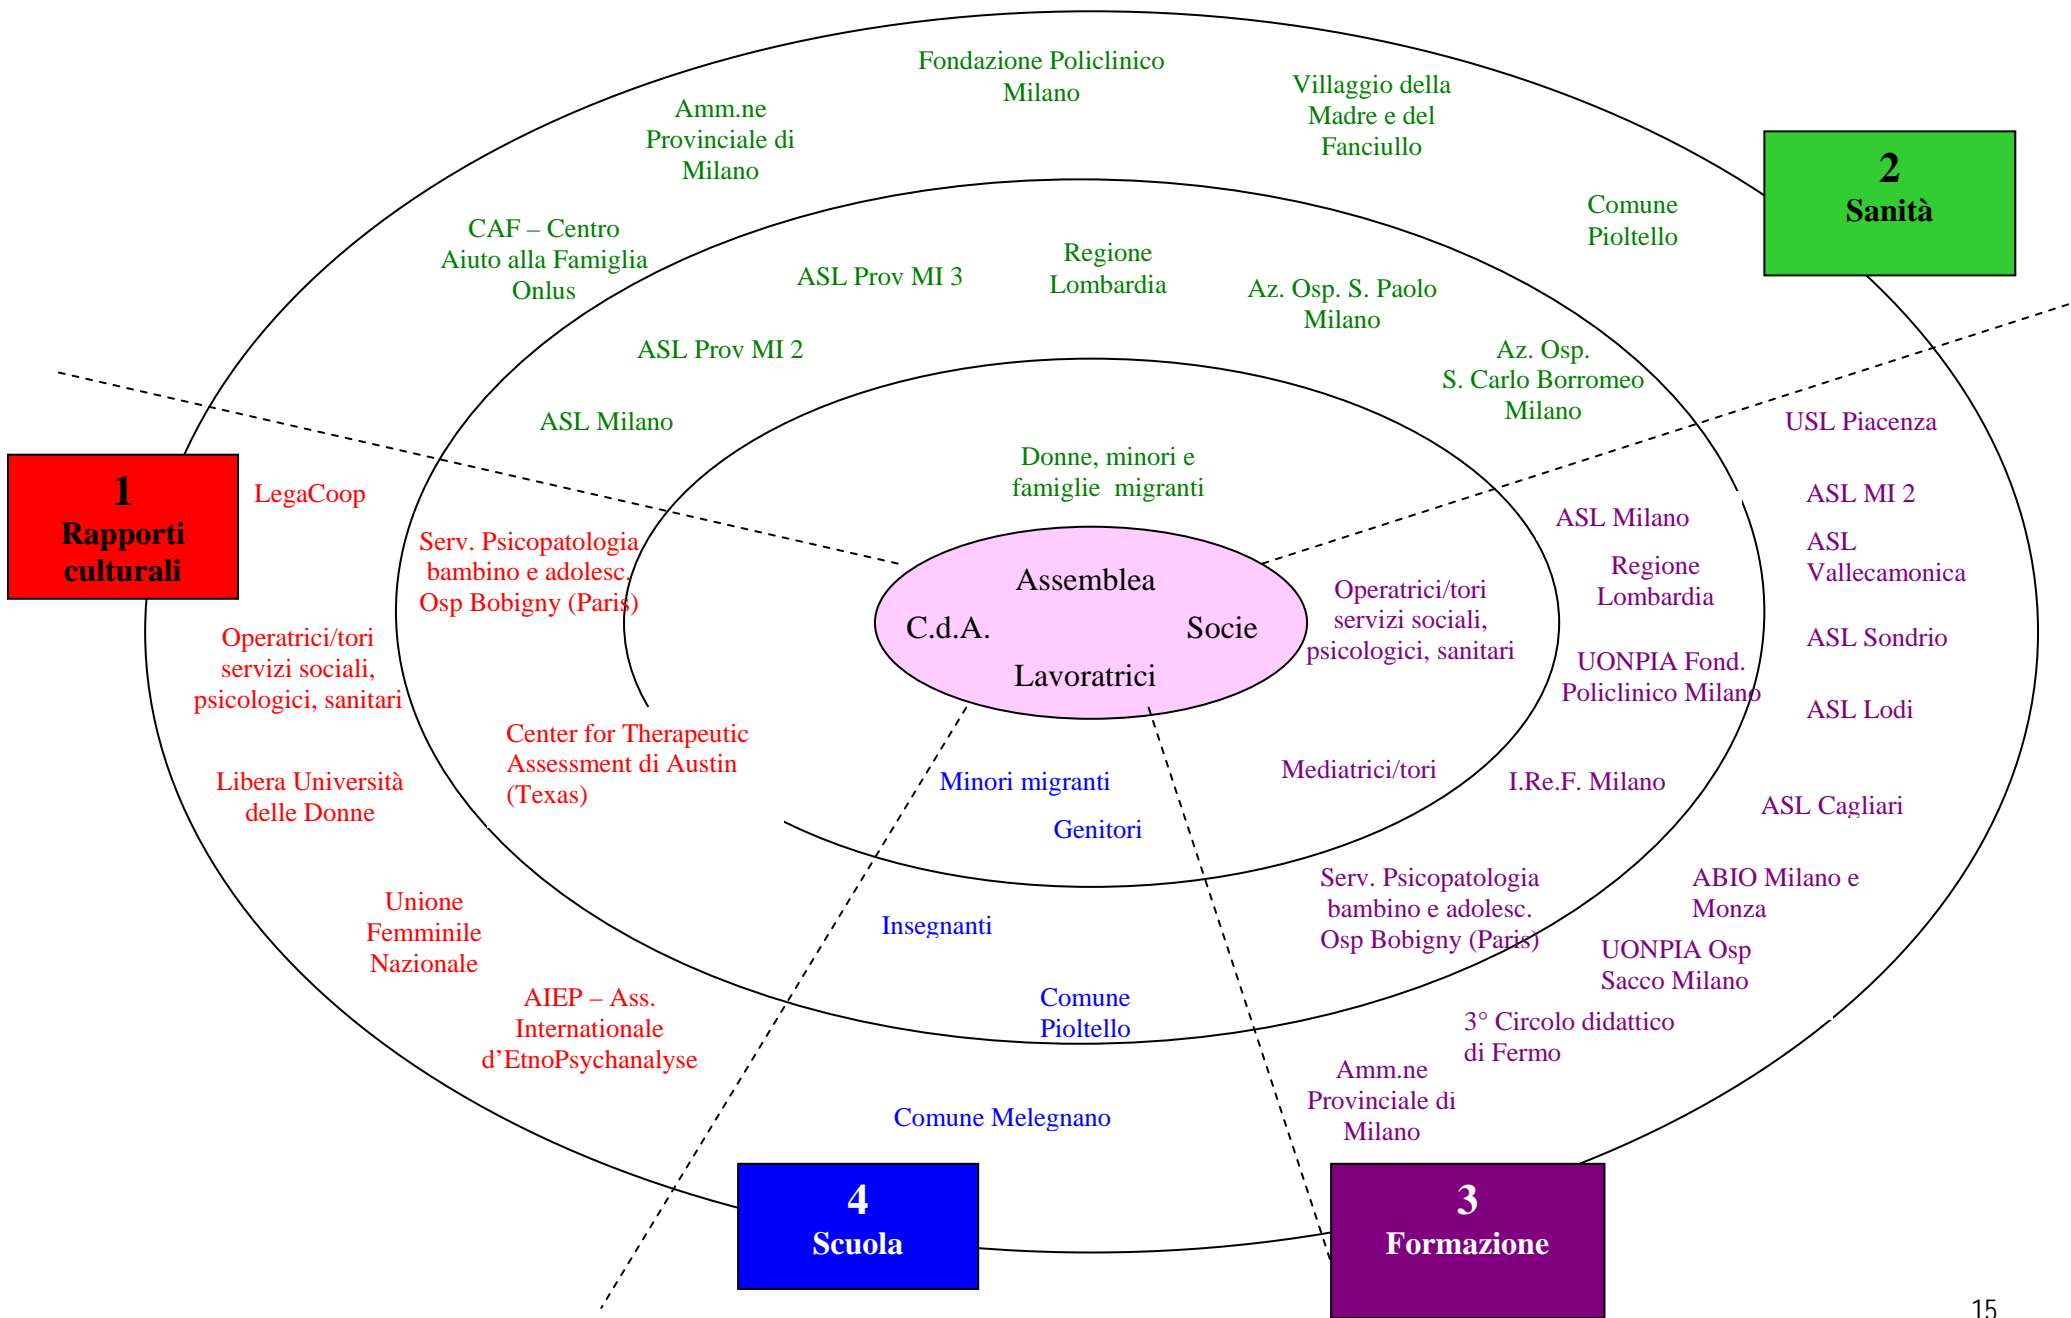 Fondazione Policlinico
Milano
Villaggio della
Madre e del
Fanciullo
Amm.ne
Provinciale di
Milano
2
Sanità
Comune
Pioltello
CAF – Centro
Aiuto alla Famiglia
Onlus
ASL Prov MI 3
Regione
Lombardia
Az. Osp. S. Paolo
Milano
ASL Prov MI 2
Az. Osp.
S. Carlo Borromeo
Milano
ASL Milano
Donne, minori e
famiglie migranti
1
Rapporti
culturali
LegaCoop
Serv. Psicopatologia
bambino e adolesc.
Osp Bobigny (Paris)
Operatrici/tori
servizi sociali,
psicologici, sanitari
Center for Therapeutic
Assessment di Austin
(Texas)
Libera Università
delle Donne
Unione
Femminile
Nazionale
AIEP – Ass.
Internationale
d’EtnoPsychanalyse
Assemblea
C.d.A.
Socie
Lavoratrici
USL Piacenza
ASL MI 2
ASL Milano
ASL
Vallecamonica
Regione
Lombardia
Operatrici/tori
servizi sociali,
psicologici, sanitari
ASL Sondrio
UONPIA Fond.
Policlinico Milano
ASL Lodi
Mediatrici/tori
I.Re.F. Milano
ASL Cagliari
Serv. Psicopatologia
bambino e adolesc.
Osp Bobigny (Paris)
ABIO Milano e
Monza
UONPIA Osp
Sacco Milano
3° Circolo didattico
di Fermo
Amm.ne
Provinciale di
Milano
Minori migranti
Genitori
Insegnanti
Comune
Pioltello
Comune Melegnano
4
Scuola
3
Formazione
15